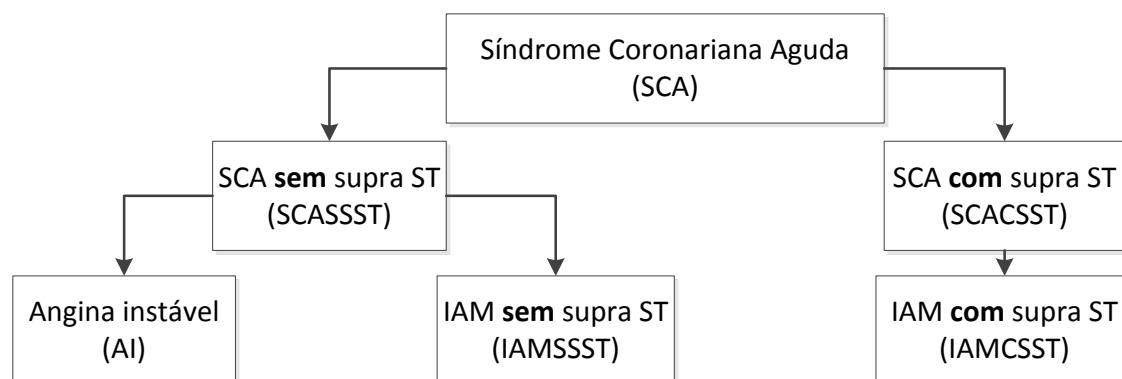 Síndrome Coronariana Aguda
(SCA)
SCA sem supra ST
(SCASSST)
SCA com supra ST
(SCACSST)
Angina instável
(AI)
IAM sem supra ST
(IAMSSST)
IAM com supra ST
(IAMCSST)